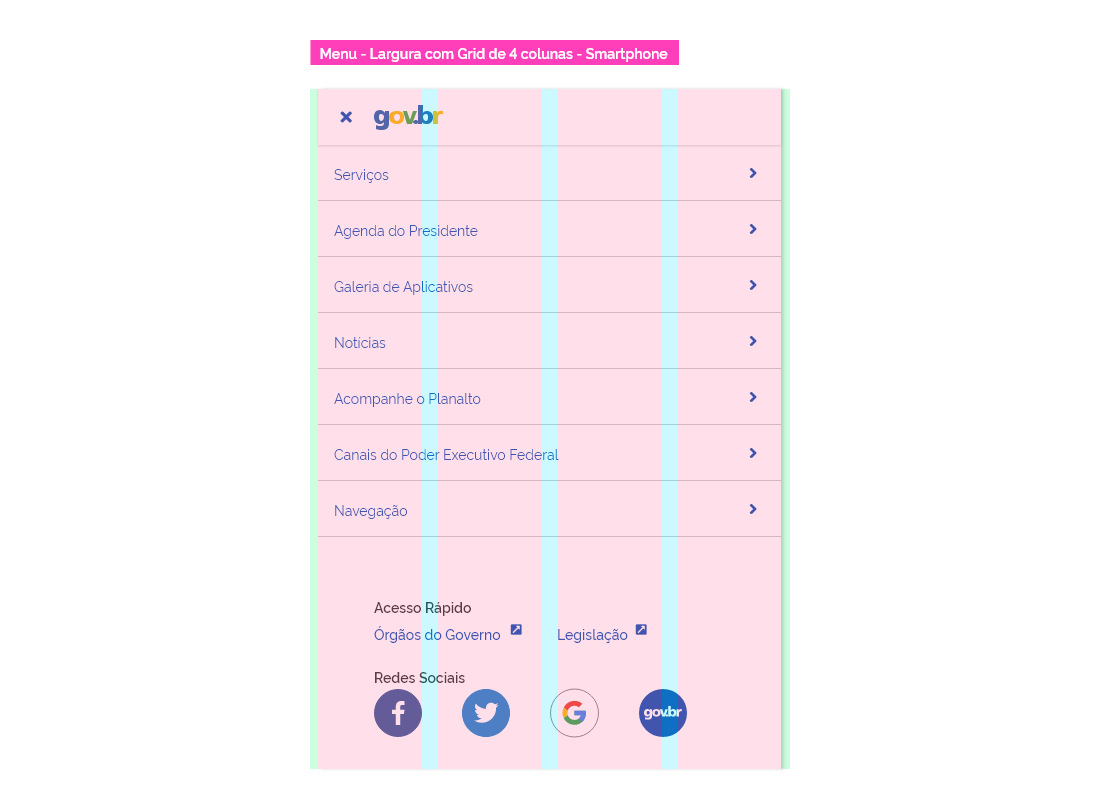 Menu - Largura com Grid de 4 colunas - Smartphone
gov.br
Serviços
Agenda do Presidente
Galeria de Aplicativos
Notícias
Acompanhe o Planalto
Canais do Poder Executivo Federal
Navegação
Acesso Rápido
Órgãos do Governo Legislação
Redes Sociais
gov.br